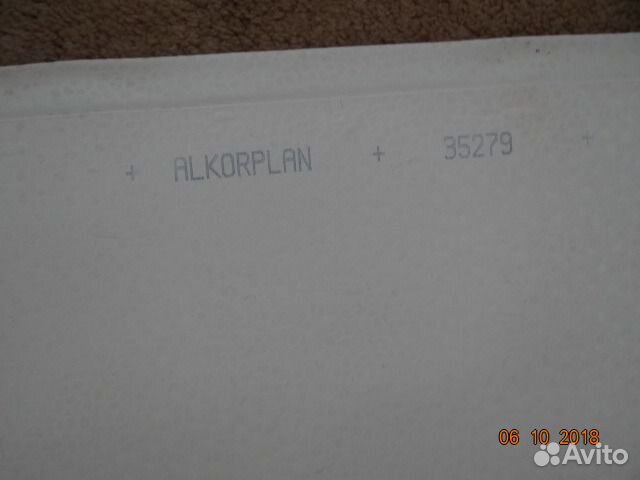 + ALKORPLAN + 35279 +
06 10 2018
Avito